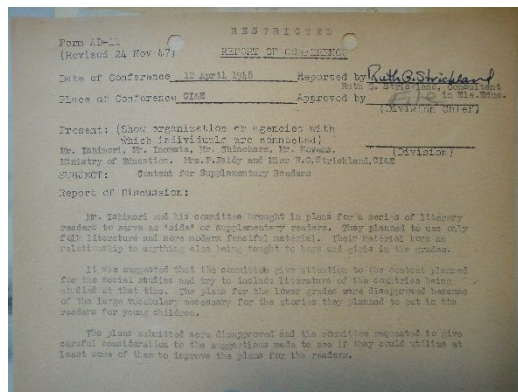 RESTRICTED
Form AD-11
(Revised 24 Nov 47) REPORT OF CONFERENCE
Date of Conference 12 April 1948 Reported by Ruth G. Strickland
Ruth G. Strickland, Consultant
in Ele. Educ.
Place of Conference CI&E Approved by
(Division Chief)
Present: (Show organization or agencies with
which individuals are connected)
(Division)
Mr. Ishimori, Mr. Inomata, Mr. Shinohara, Mr.
Ministry of Education. Mrs. P. Jeidy and Miss R.G.Strickland,CI&E
SUBJECT: Content for Supplementary Readers
Report of Discussion:
Mr. Ishimori and his committee brought in plans for a series of literary
readers to serve as "side" or supplementary readers. They planned to use only
folk literature and more modern fanciful material. Their material bore no
relationship to anything else being taught to boys and girls in the grades.
It was suggested that the committee give attention to the content planned
for the social studies and try to include literature of the countries being
studied at that time. The plans for the lower grades were disapproved because
of the large vocabulary necessary for the stories they planned to put in the
readers for young children.
The plans submitted were disapproved and the committee requested to give
careful consideration to the suggestions made to see if they could utilize at
least some of them to improve the plans for the readers.